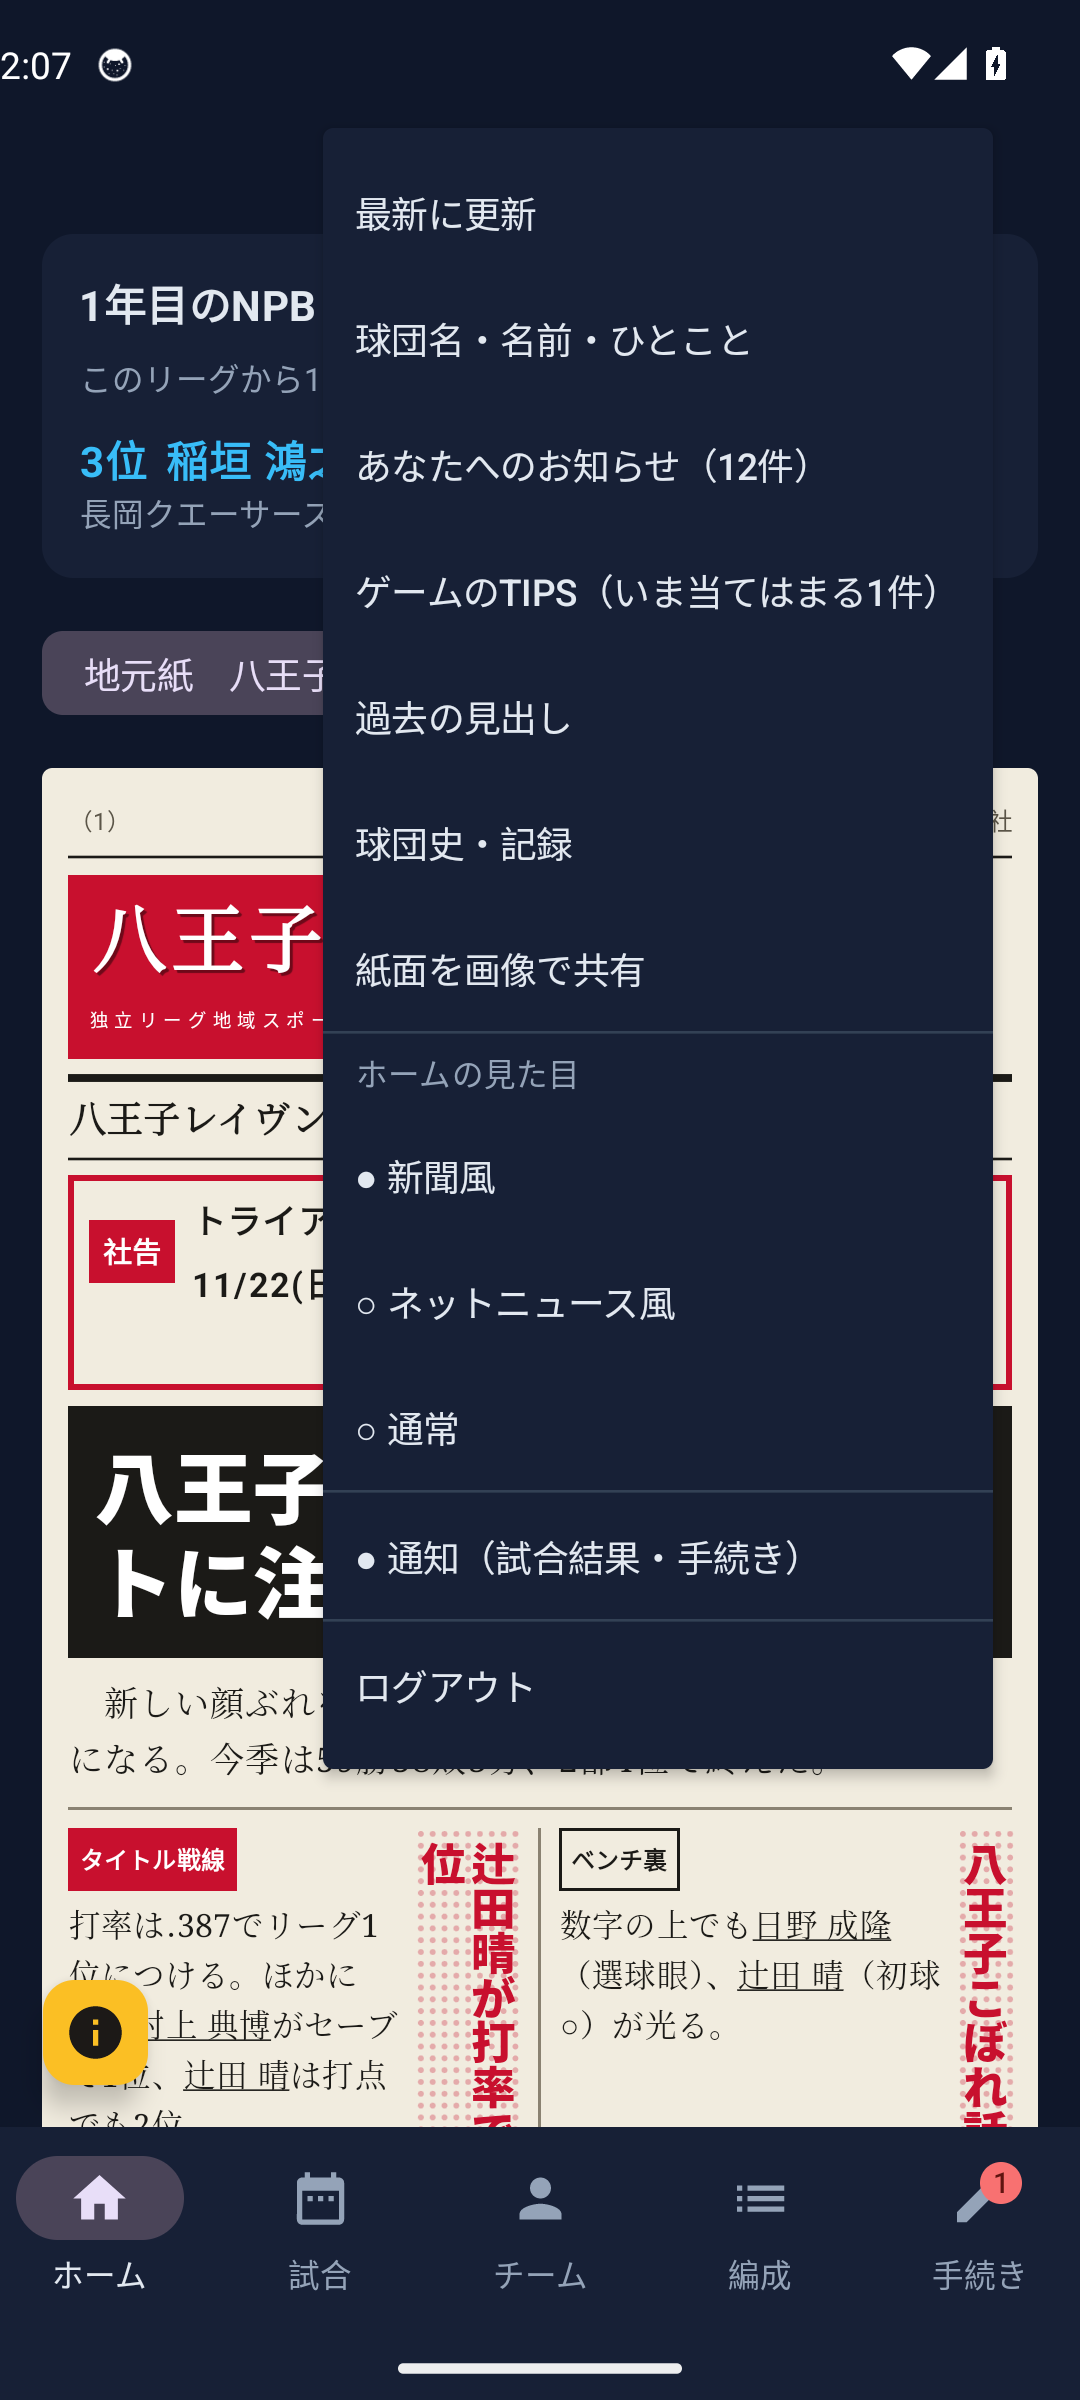 2:07
最新に更新
球団名・名前・ひとこと
あなたへのお知らせ（12件）
ゲームのTIPS（いま当てはまる1件）
過去の見出し
球団史・記録
紙面を画像で共有
ホームの見た目
● 新聞風
○ ネットニュース風
○ 通常
● 通知（試合結果・手続き）
ログアウト
1年目のNPB
このリーグから1
3位 稲垣 鴻
長岡クエーサーズ
地元紙 八王子
（1）
社
八王子
独立リーグ地域スポー
八王子レイヴン
社告
トライア
11/22(日
八王子
トに注
新しい顔ぶれ
になる。今季は
タイトル戦線
辻田晴が打率で
位
打率は.387でリーグ1
位につける。ほかに
村上 典博がセーブ
で1位、辻田 晴は打点
でも2位
ベンチ裏
八王子こぼれ話
数字の上でも日野 成隆
（選球眼）、辻田 晴（初球
○）が光る。
ホーム
試合
チーム
編成
1
手続き